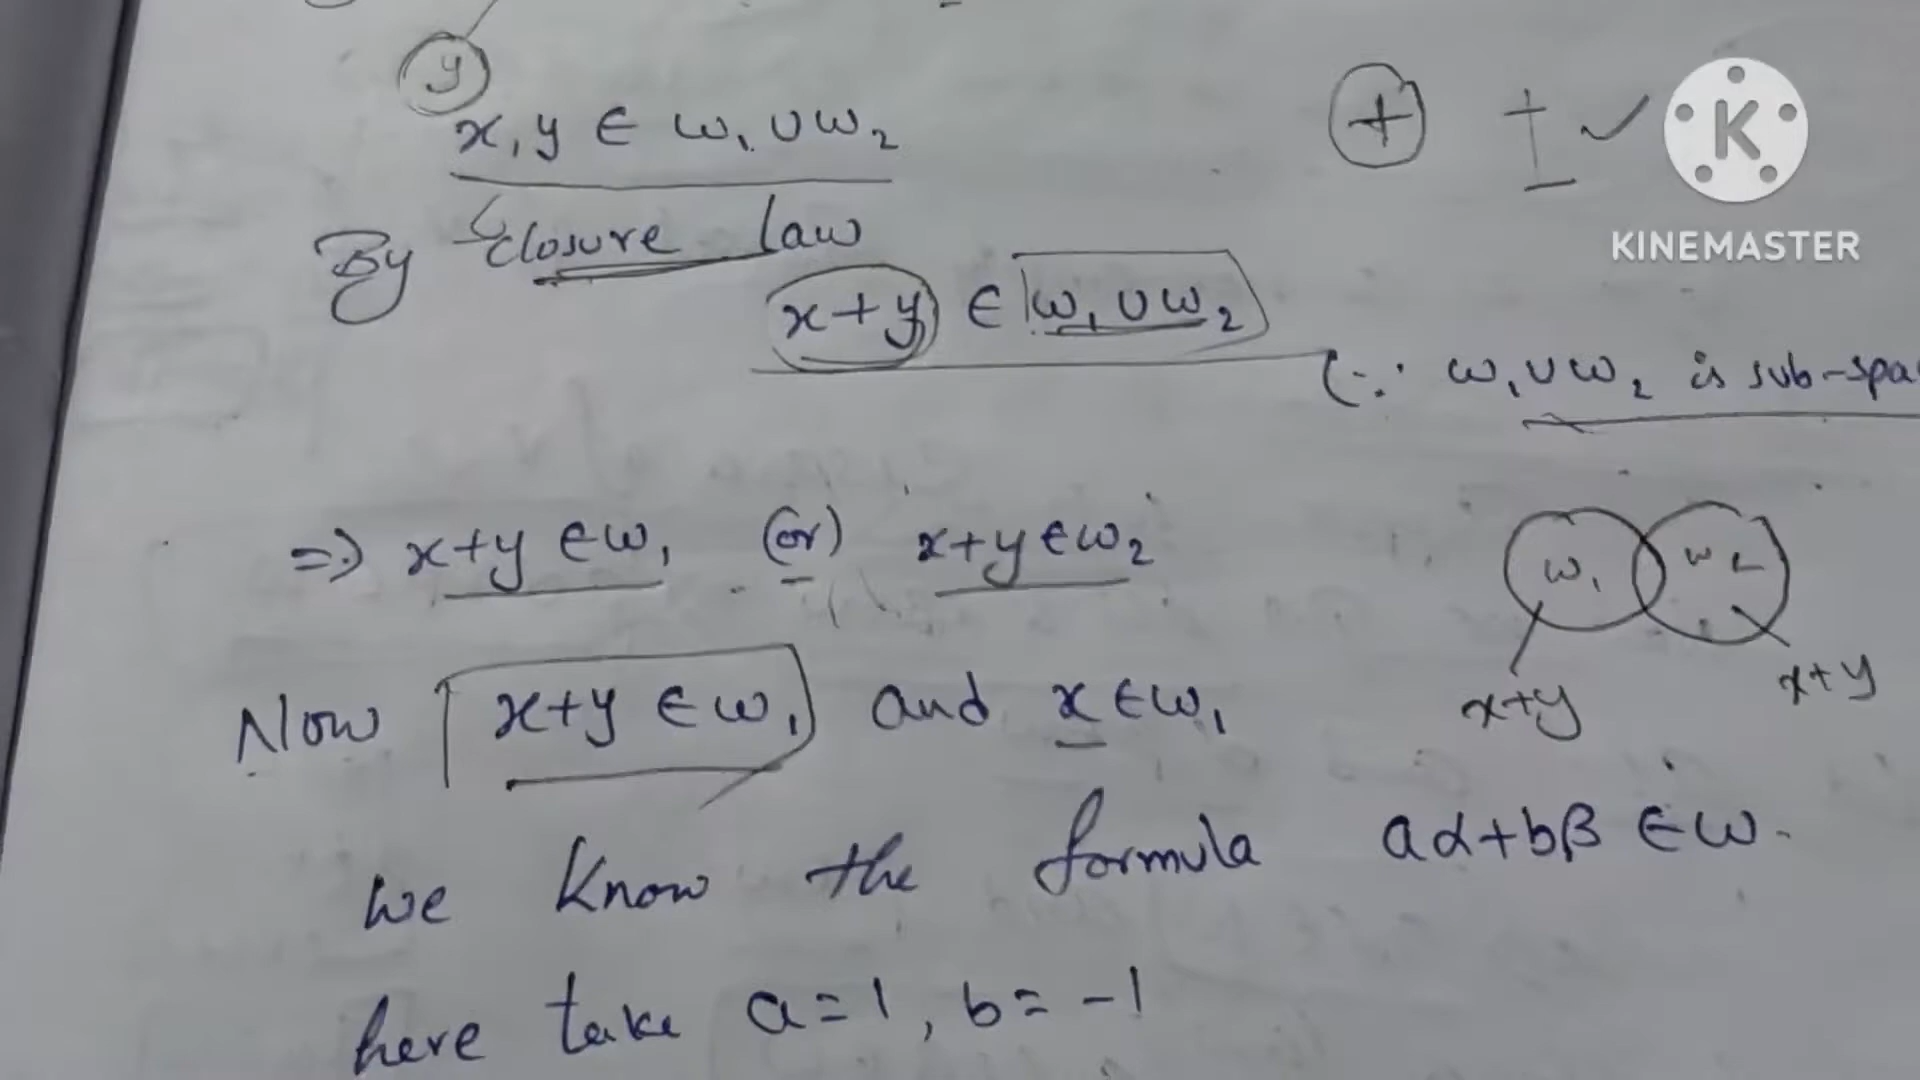 y
x, y ∈ ω₁ ∪ ω₂
+ + ✓
−
K
KINEMASTER
By closure law
x+y ∈ ω₁ ∪ ω₂
(∵ ω₁ ∪ ω₂ is sub-spa
⇒ x+y ∈ ω₁ (or) x+y ∈ ω₂
ω₁ ω₂
x+y x+y
Now x+y ∈ ω₁ and x ∈ ω₁
we know the formula aα+bβ ∈ ω.
here take a=1, b=-1